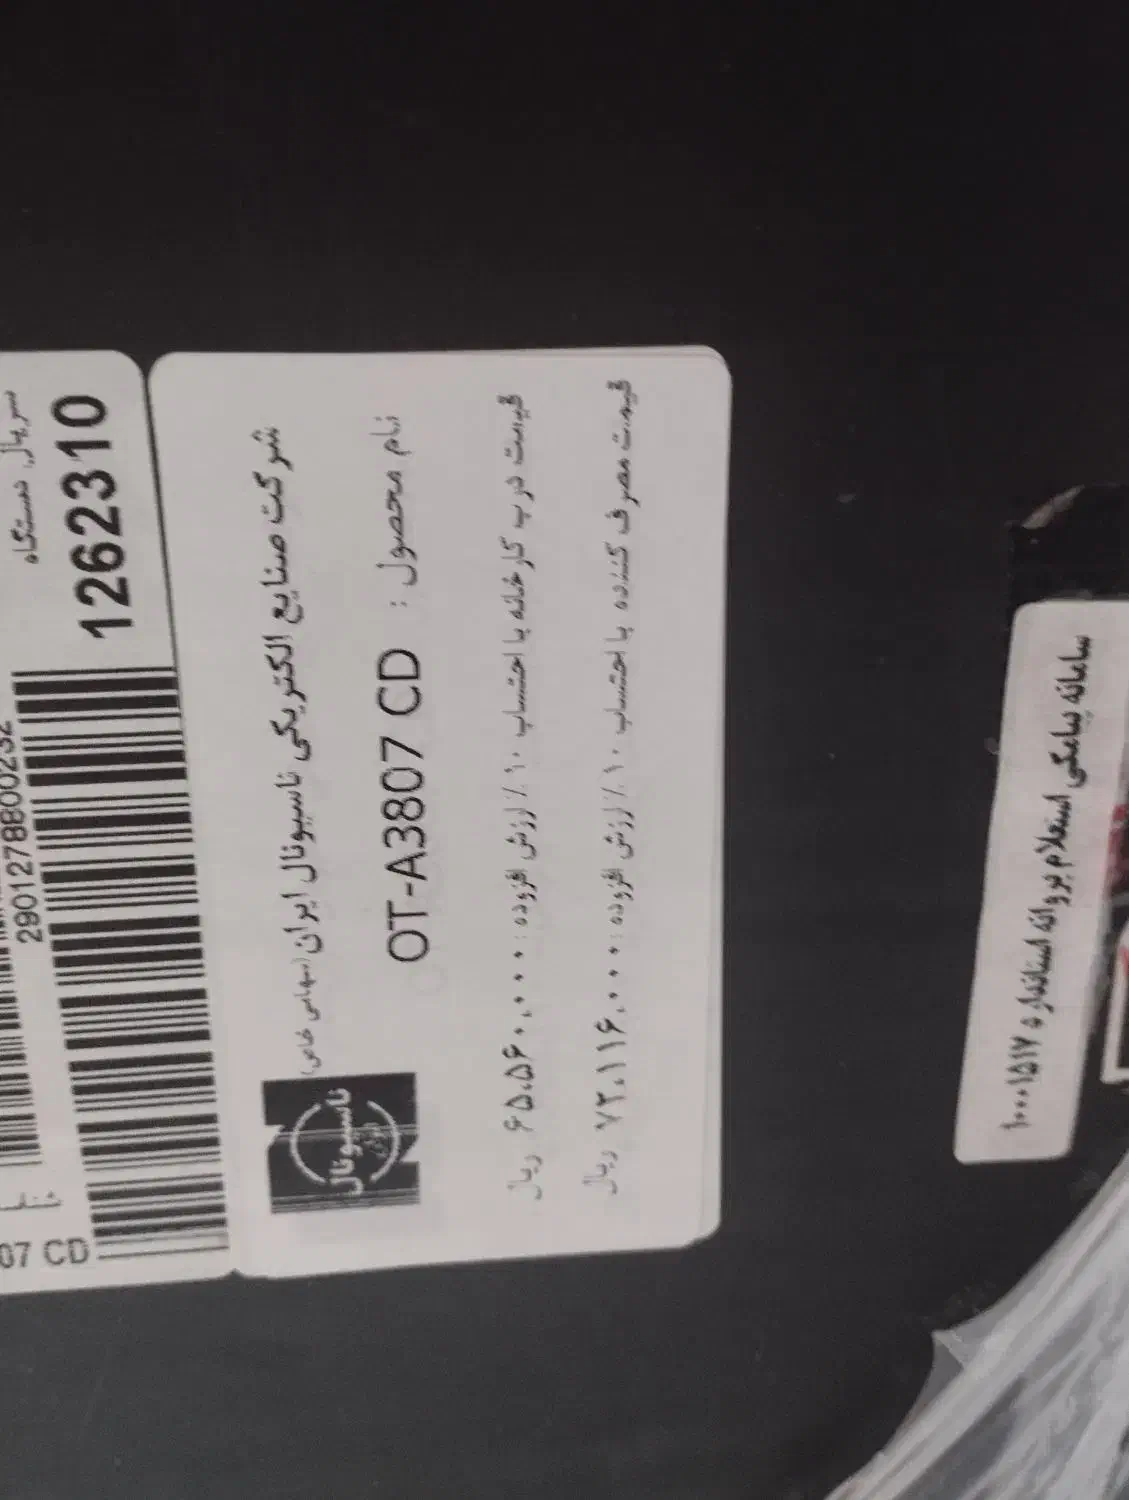 سریال دستگاه
1262310
2901278800232
07 CD
شرکت صنایع الکتریکی ناسیونال ایران (سهامی خاص)
نام محصول : OT-A3807 CD
قیمت درب کارخانه با احتساب ۱۰٪ ارزش افزوده : ۶۵،۵۶۰،۰۰۰ ریال
قیمت مصرف کننده با احتساب ۱۰٪ ارزش افزوده : ۷۲،۱۱۶،۰۰۰ ریال
ناسیونال
ایران
سامانه پیامکی استعلام پروانه استاندارد ۱۰۰۰۱۵۱۷